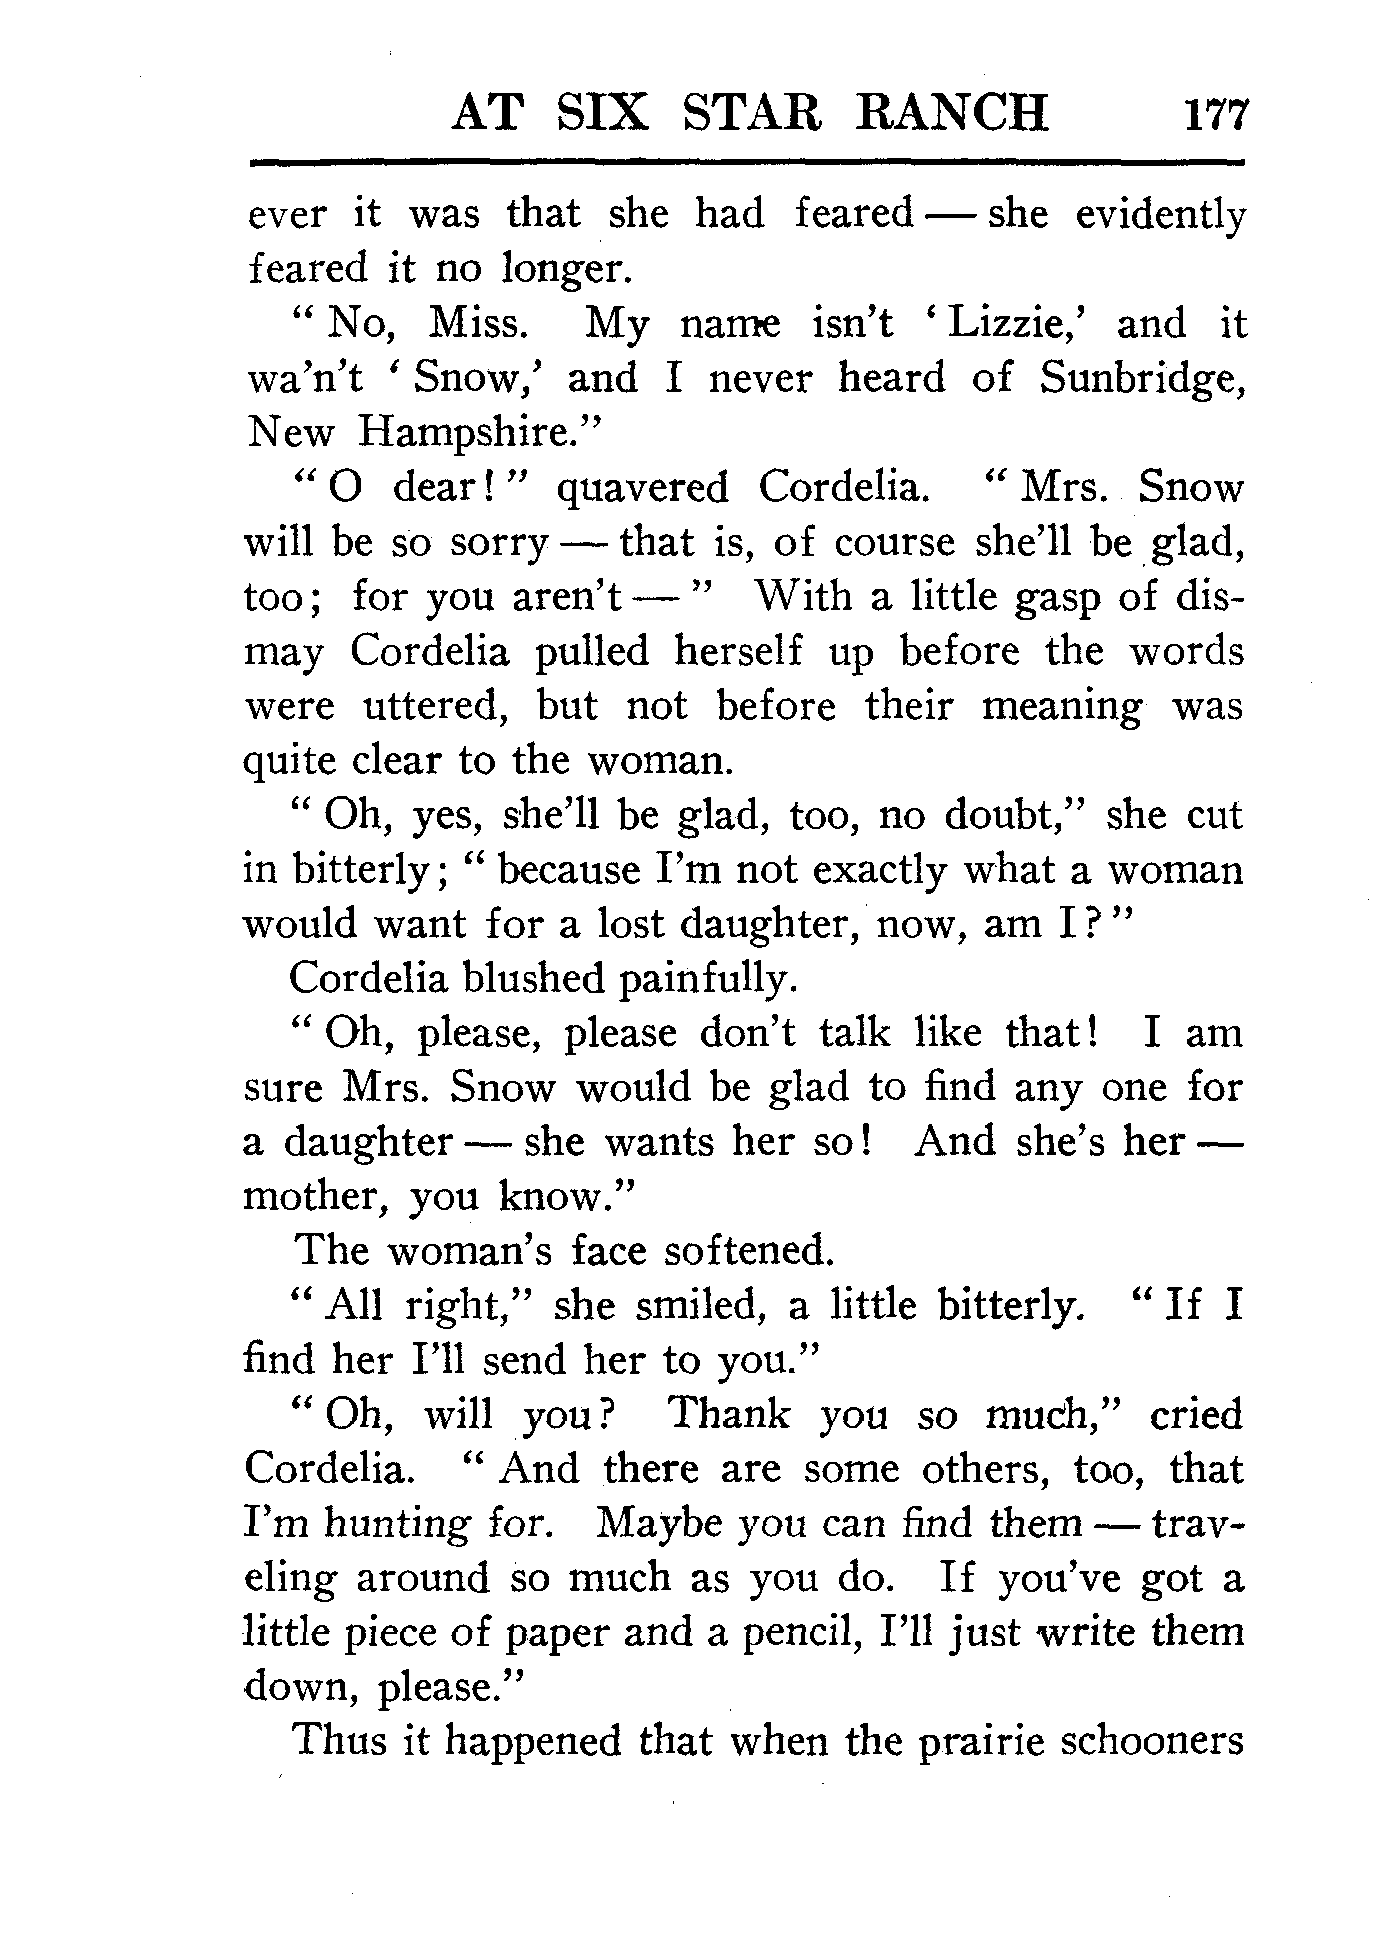 AT SIX STAR RANCH 177
ever it was that she had feared — she evidently
feared it no longer.
“ No, Miss. My name isn't ‘ Lizzie,’ and it
wa'n't ‘ Snow,’ and I never heard of Sunbridge,
New Hampshire.”
“ O dear! ” quavered Cordelia. “ Mrs. Snow
will be so sorry — that is, of course she'll be glad,
too; for you aren't — ” With a little gasp of dis-
may Cordelia pulled herself up before the words
were uttered, but not before their meaning was
quite clear to the woman.
“ Oh, yes, she'll be glad, too, no doubt,” she cut
in bitterly; “ because I'm not exactly what a woman
would want for a lost daughter, now, am I? ”
Cordelia blushed painfully.
“ Oh, please, please don't talk like that! I am
sure Mrs. Snow would be glad to find any one for
a daughter — she wants her so! And she's her —
mother, you know.”
The woman's face softened.
“ All right,” she smiled, a little bitterly. “ If I
find her I'll send her to you.”
“ Oh, will you? Thank you so much,” cried
Cordelia. “ And there are some others, too, that
I'm hunting for. Maybe you can find them — trav-
eling around so much as you do. If you've got a
little piece of paper and a pencil, I'll just write them
down, please.”
Thus it happened that when the prairie schooners